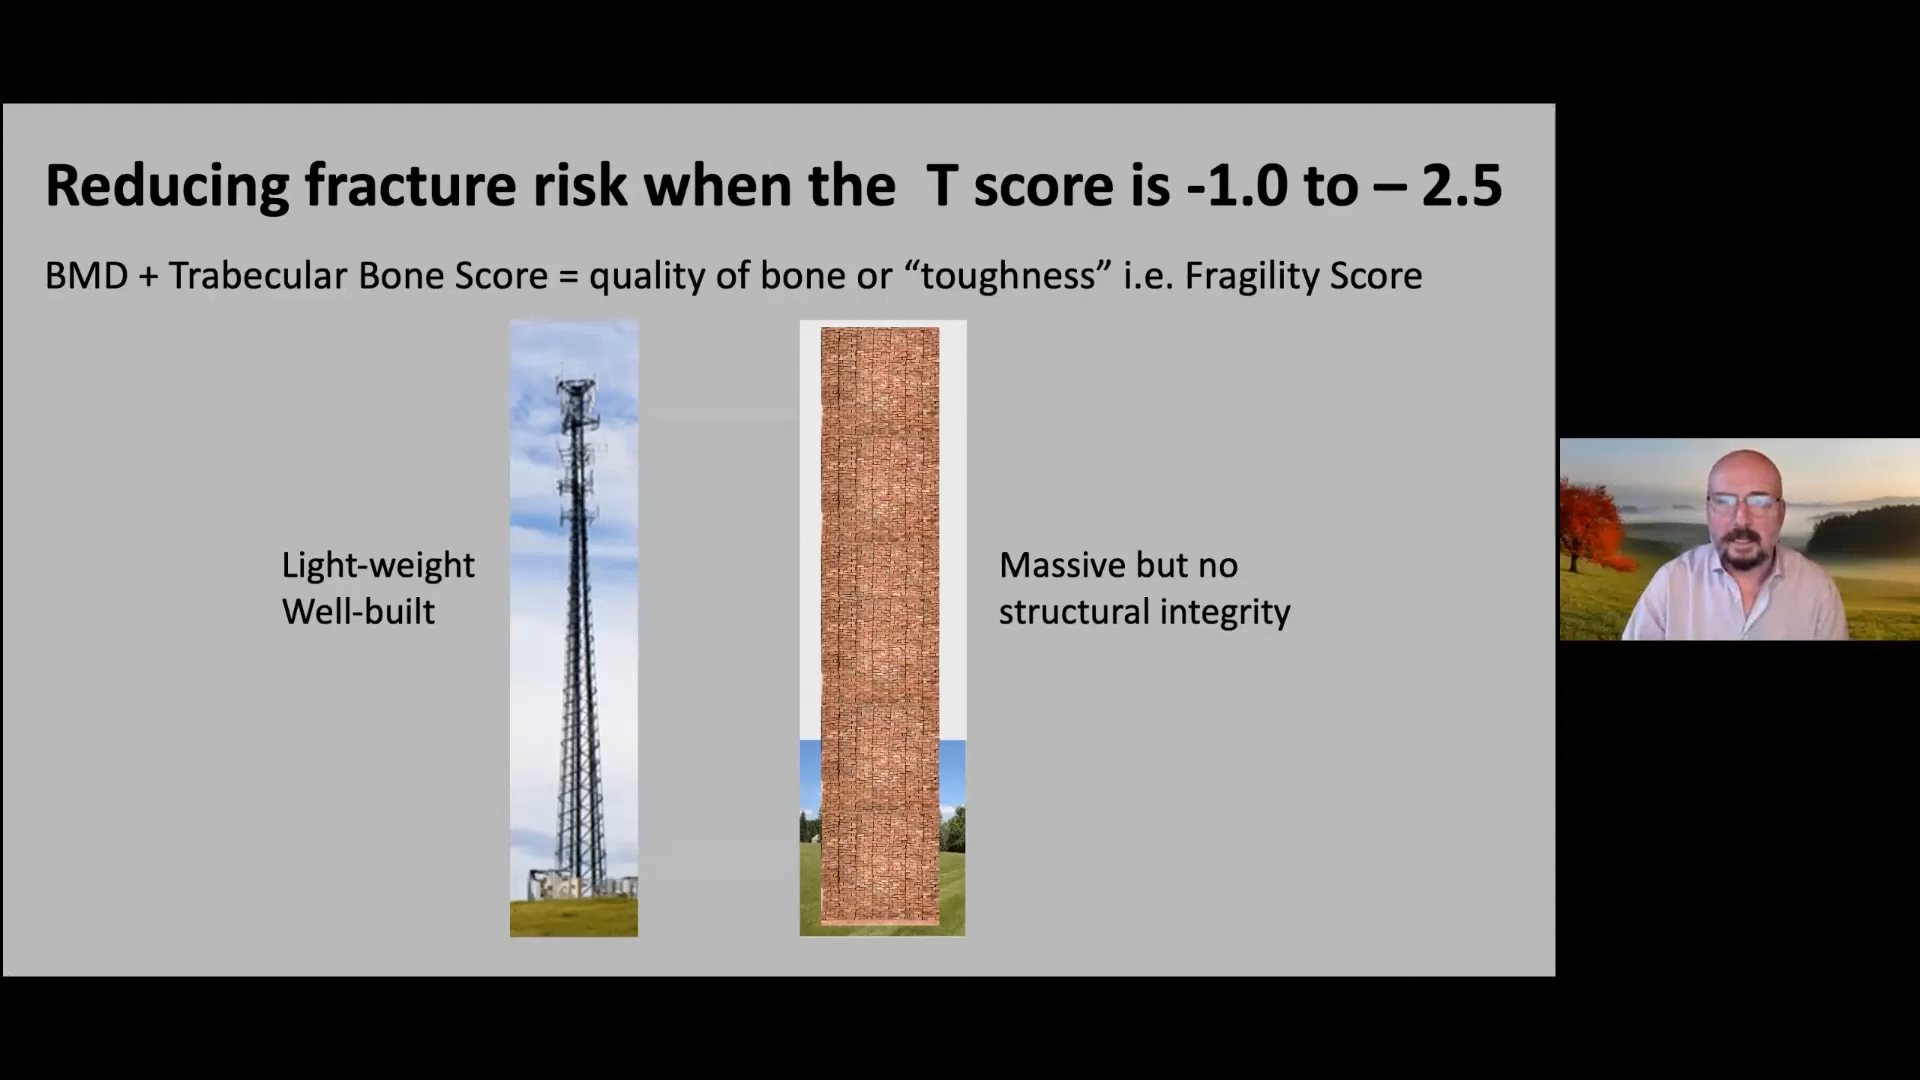 Reducing fracture risk when the  T score is -1.0 to – 2.5
BMD + Trabecular Bone Score = quality of bone or “toughness” i.e. Fragility Score
Light-weight
Well-built
Massive but no
structural integrity